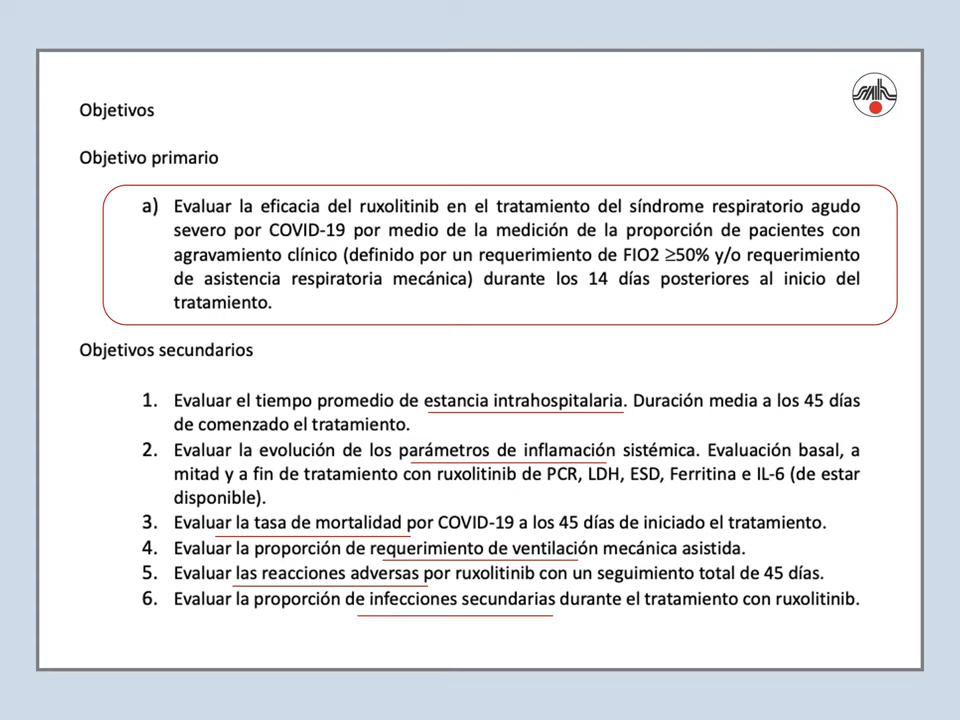 Objetivos
Objetivo primario
a) Evaluar la eficacia del ruxolitinib en el tratamiento del síndrome respiratorio agudo
severo por COVID-19 por medio de la medición de la proporción de pacientes con
agravamiento clínico (definido por un requerimiento de FIO2 ≥50% y/o requerimiento
de asistencia respiratoria mecánica) durante los 14 días posteriores al inicio del
tratamiento.
Objetivos secundarios
1. Evaluar el tiempo promedio de estancia intrahospitalaria. Duración media a los 45 días
de comenzado el tratamiento.
2. Evaluar la evolución de los parámetros de inflamación sistémica. Evaluación basal, a
mitad y a fin de tratamiento con ruxolitinib de PCR, LDH, ESD, Ferritina e IL-6 (de estar
disponible).
3. Evaluar la tasa de mortalidad por COVID-19 a los 45 días de iniciado el tratamiento.
4. Evaluar la proporción de requerimiento de ventilación mecánica asistida.
5. Evaluar las reacciones adversas por ruxolitinib con un seguimiento total de 45 días.
6. Evaluar la proporción de infecciones secundarias durante el tratamiento con ruxolitinib.